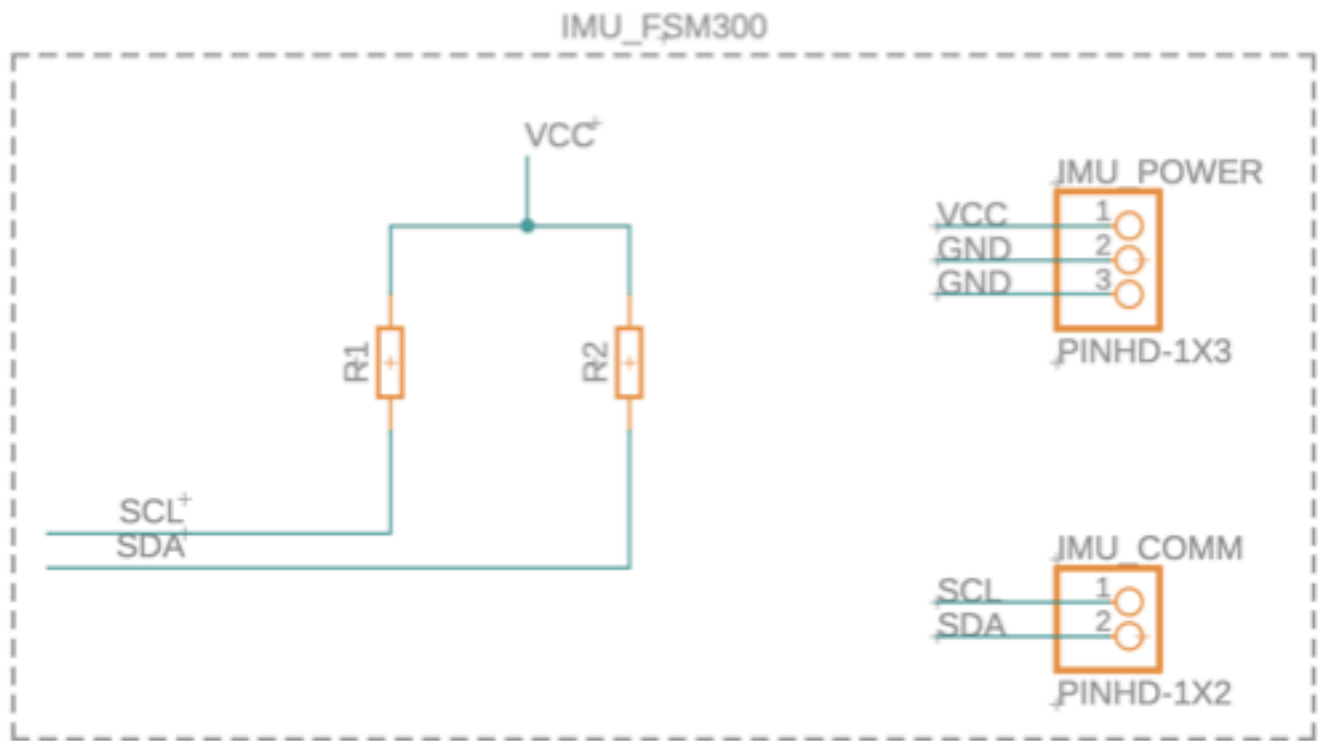 IMU_FSM300
VCC
R1
R2
SCL
SDA
IMU_POWER
VCC 1
GND 2
GND 3
PINHD-1X3
IMU_COMM
SCL 1
SDA 2
PINHD-1X2